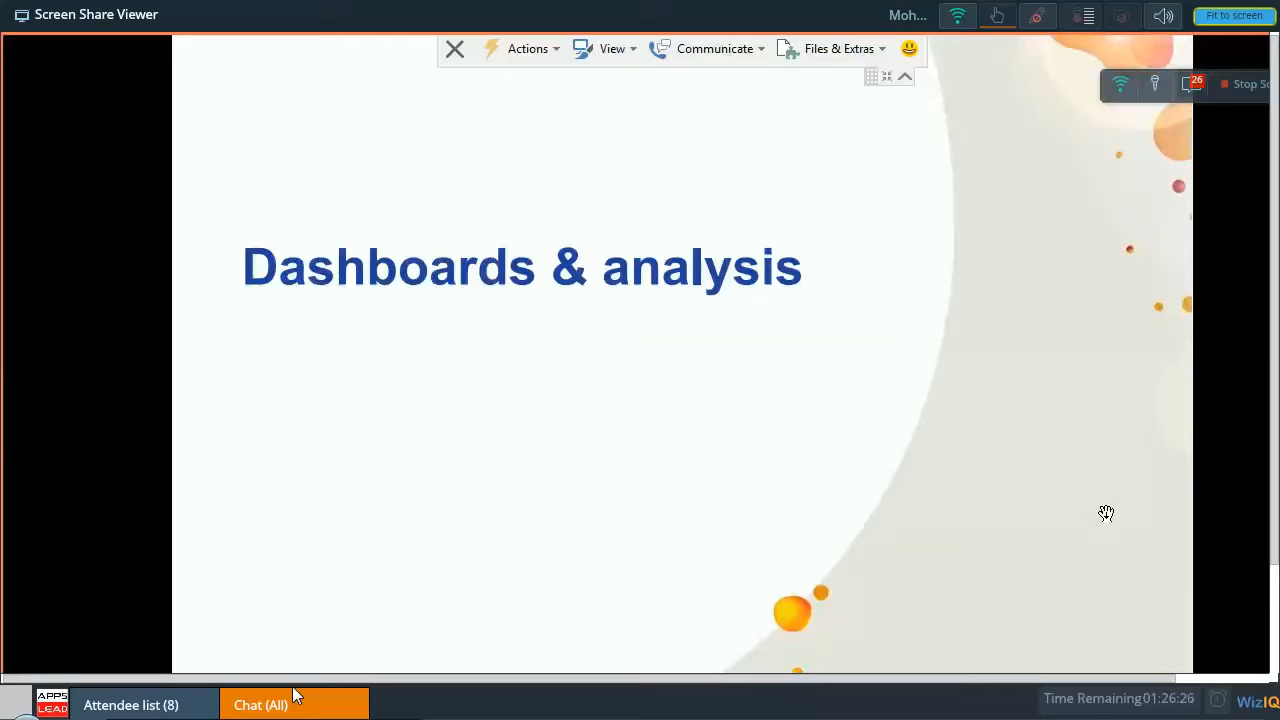 Screen Share Viewer
Moh...
Fit to screen
Actions
View
Communicate
Files & Extras
26
Stop Sc
Dashboards & analysis
APPS
LEAD
Attendee list (8)
Chat (All)
Time Remaining 01:26:26
WizIQ